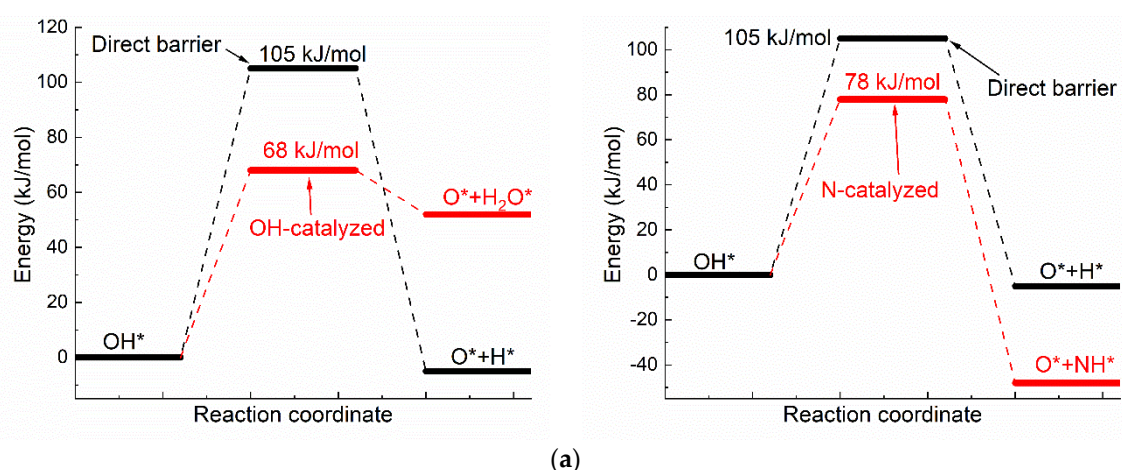 120
100
80
60
40
20
0
Energy (kJ/mol)
Direct barrier
105 kJ/mol
68 kJ/mol
OH-catalyzed
O*+H₂O*
OH*
O*+H*
Reaction coordinate
100
80
60
40
20
0
-20
-40
Energy (kJ/mol)
105 kJ/mol
Direct barrier
78 kJ/mol
N-catalyzed
OH*
O*+H*
O*+NH*
Reaction coordinate
(a)